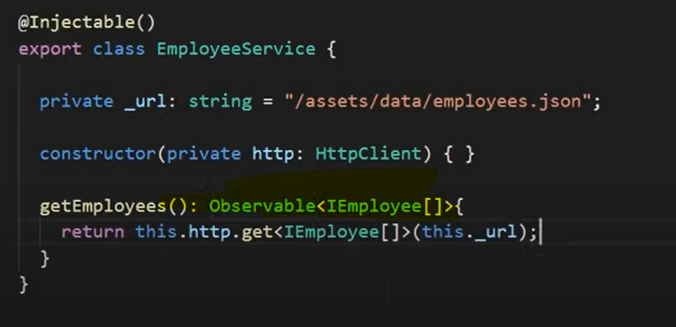 @Injectable()
export class EmployeeService {
private _url: string = "/assets/data/employees.json";
constructor(private http: HttpClient) { }
getEmployees(): Observable<IEmployee[]>{
return this.http.get<IEmployee[]>(this._url);
}
}